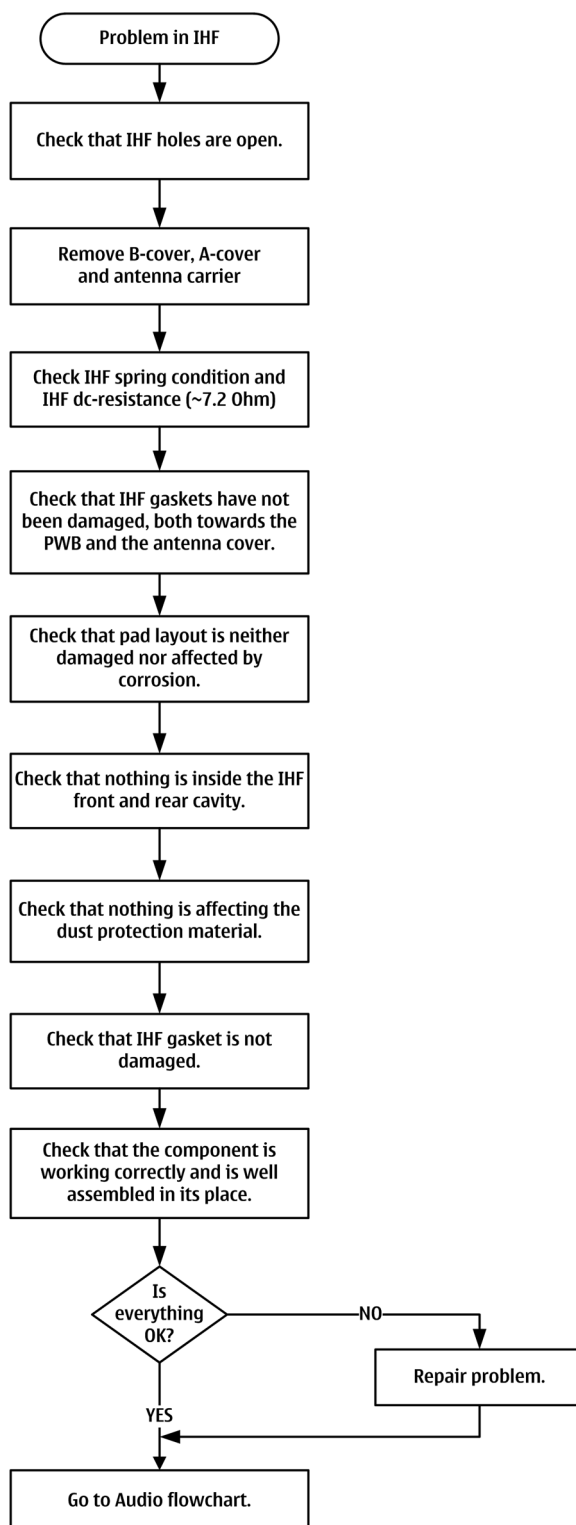 Problem in IHF
Check that IHF holes are open.
Remove B-cover, A-cover
and antenna carrier
Check IHF spring condition and
IHF dc-resistance (~7.2 Ohm)
Check that IHF gaskets have not
been damaged, both towards the
PWB and the antenna cover.
Check that pad layout is neither
damaged nor affected by
corrosion.
Check that nothing is inside the IHF
front and rear cavity.
Check that nothing is affecting the
dust protection material.
Check that IHF gasket is not
damaged.
Check that the component is
working correctly and is well
assembled in its place.
Is
everything
OK?
NO
Repair problem.
YES
Go to Audio flowchart.